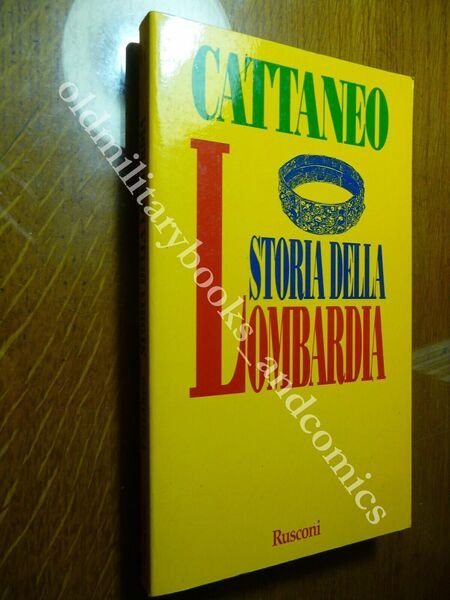 CATTANEO
STORIA DELLA
LOMBARDIA
Rusconi
oldmilitarybooks_andcomics